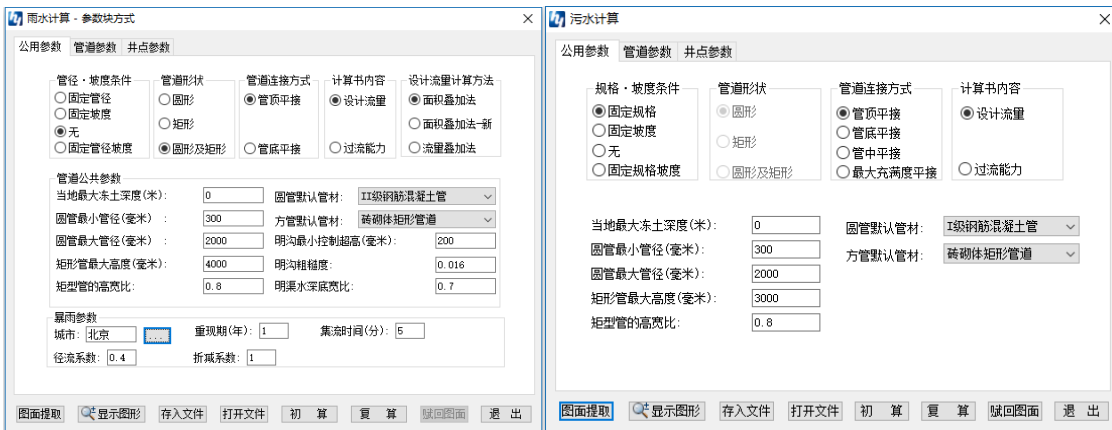 雨水计算 - 参数块方式
公用参数 管道参数 井点参数
管径·坡度条件 管道形状 管道连接方式 计算书内容 设计流量计算方法
固定管径 圆形 管顶平接 设计流量 面积叠加法
固定坡度
矩形 面积叠加法-新
无
固定管径坡度 圆形及矩形 管底平接 过流能力 流量叠加法
管道公共参数
当地最大冻土深度(米): 0 圆管默认管材: II级钢筋混凝土管
圆管最小管径(毫米) : 300 方管默认管材: 砖砌体矩形管道
圆管最大管径(毫米) : 2000 明沟最小控制超高(毫米): 200
矩形管最大高度(毫米): 4000 明沟粗糙度: 0.016
矩型管的高宽比: 0.8 明渠水深底宽比: 0.7
暴雨参数
城市: 北京 ... 重现期(年): 1 集流时间(分): 5
径流系数: 0.4 折减系数: 1
图面提取 显示图形 存入文件 打开文件 初 算 复 算 赋回图面 退 出
污水计算
公用参数 管道参数 井点参数
规格·坡度条件 管道形状 管道连接方式 计算书内容
固定规格 圆形 管顶平接 设计流量
固定坡度 管底平接
矩形
无 管中平接
固定规格坡度 圆形及矩形 最大充满度平接 过流能力
当地最大冻土深度(米): 0 圆管默认管材: I级钢筋混凝土管
圆管最小管径(毫米): 300 方管默认管材: 砖砌体矩形管道
圆管最大管径(毫米): 2000
矩形管最大高度(毫米): 3000
矩型管的高宽比: 0.8
图面提取 显示图形 存入文件 打开文件 初 算 复 算 赋回图面 退 出